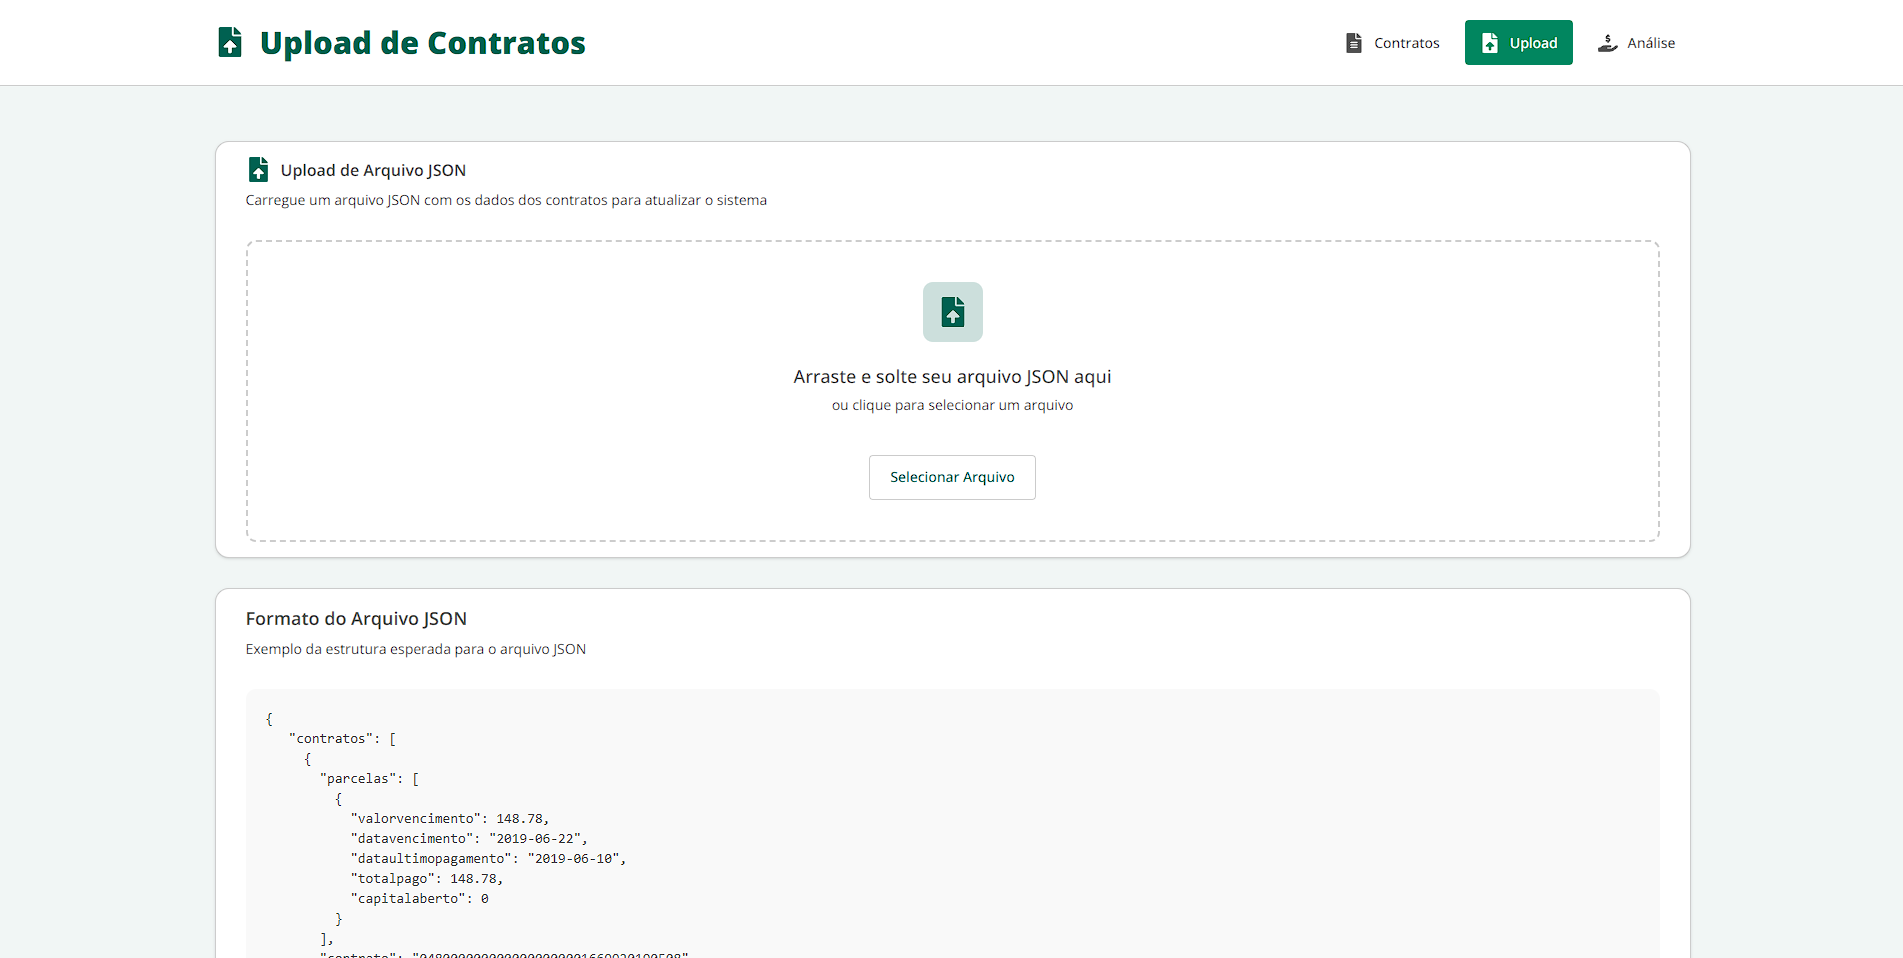 Upload de Contratos
Contratos
Upload
Análise
Upload de Arquivo JSON
Carregue um arquivo JSON com os dados dos contratos para atualizar o sistema
Arraste e solte seu arquivo JSON aqui
ou clique para selecionar um arquivo
Selecionar Arquivo
Formato do Arquivo JSON
Exemplo da estrutura esperada para o arquivo JSON
{
"contratos": [
{
"parcelas": [
{
"valorvencimento": 148.78,
"datavencimento": "2019-06-22",
"dataultimopagamento": "2019-06-10",
"totalpago": 148.78,
"capitalaberto": 0
}
],
"contrato":